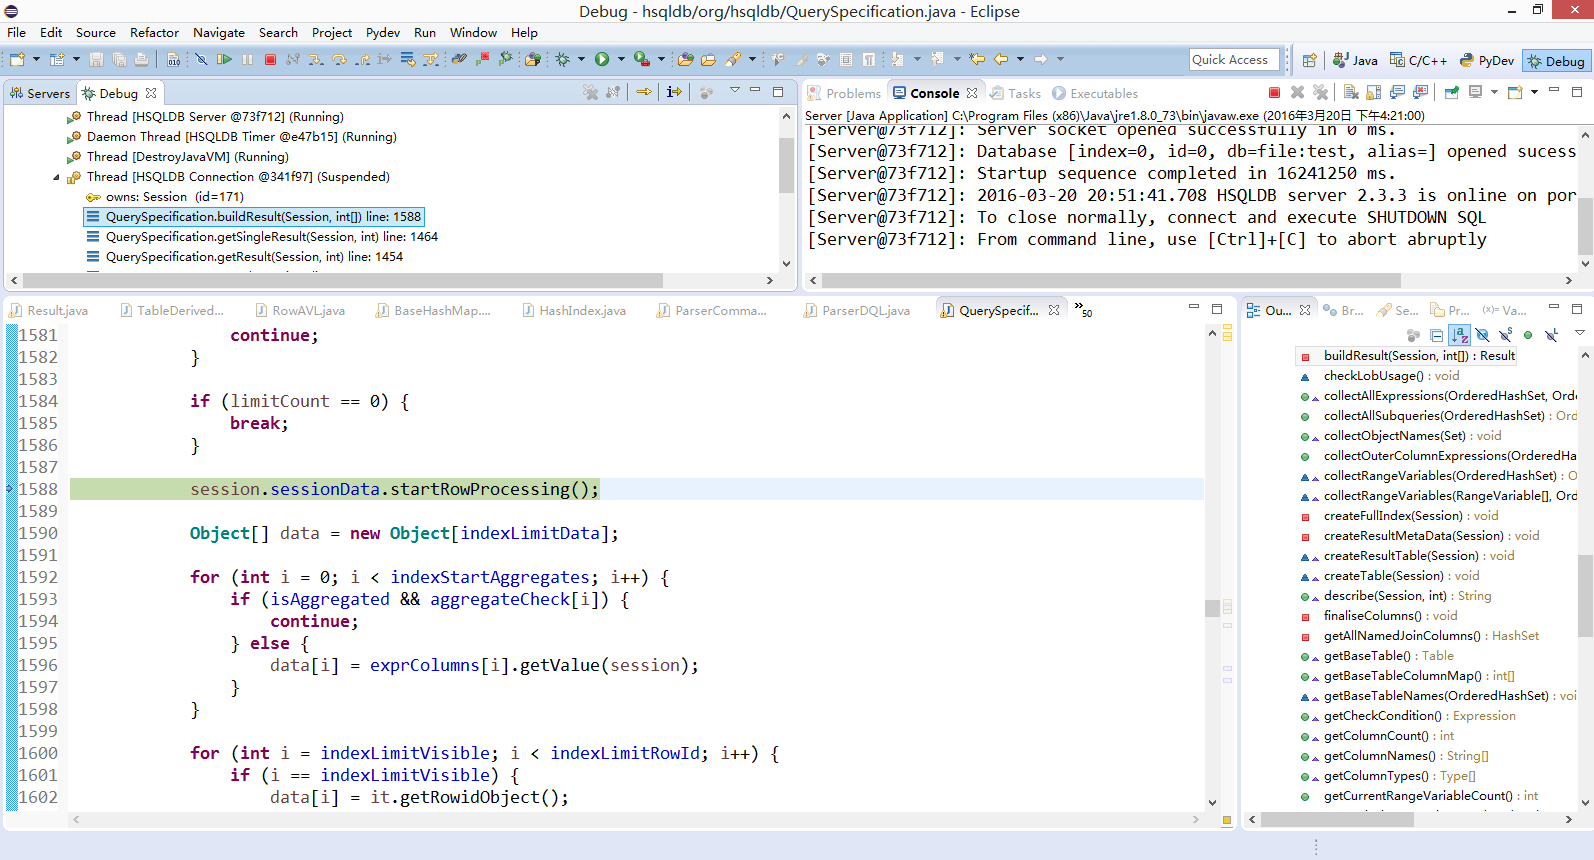 Debug - hsqldb/org/hsqldb/QuerySpecification.java - Eclipse
File Edit Source Refactor Navigate Search Project Pydev Run Window Help
Quick Access
Java
C/C++
PyDev
Debug
Servers
Debug
Thread [HSQLDB Server @73f712] (Running)
Daemon Thread [HSQLDB Timer @e47b15] (Running)
Thread [DestroyJavaVM] (Running)
Thread [HSQLDB Connection @341f97] (Suspended)
owns: Session (id=171)
QuerySpecification.buildResult(Session, int[]) line: 1588
QuerySpecification.getSingleResult(Session, int) line: 1464
QuerySpecification.getResult(Session, int) line: 1454
Problems
Console
Tasks
Executables
Server [Java Application] C:\Program Files (x86)\Java\jre1.8.0_73\bin\javaw.exe (2016年3月20日 下午4:21:00)
[Server@73f712]: Server socket opened successfully in 0 ms.
[Server@73f712]: Database [index=0, id=0, db=file:test, alias=] opened sucess
[Server@73f712]: Startup sequence completed in 16241250 ms.
[Server@73f712]: 2016-03-20 20:51:41.708 HSQLDB server 2.3.3 is online on por
[Server@73f712]: To close normally, connect and execute SHUTDOWN SQL
[Server@73f712]: From command line, use [Ctrl]+[C] to abort abruptly
Result.java
TableDerived...
RowAVL.java
BaseHashMap....
HashIndex.java
ParserComma...
ParserDQL.java
QuerySpecif...
»50
1581 continue;
1582 }
1583
1584 if (limitCount == 0) {
1585 break;
1586 }
1587
1588 session.sessionData.startRowProcessing();
1589
1590 Object[] data = new Object[indexLimitData];
1591
1592 for (int i = 0; i < indexStartAggregates; i++) {
1593 if (isAggregated && aggregateCheck[i]) {
1594 continue;
1595 } else {
1596 data[i] = exprColumns[i].getValue(session);
1597 }
1598 }
1599
1600 for (int i = indexLimitVisible; i < indexLimitRowId; i++) {
1601 if (i == indexLimitVisible) {
1602 data[i] = it.getRowidObject();
Ou...
Br...
Se...
Pr...
(x)= Va...
buildResult(Session, int[]) : Result
checkLobUsage() : void
collectAllExpressions(OrderedHashSet, Orde
collectAllSubqueries(OrderedHashSet) : Ord
collectObjectNames(Set) : void
collectOuterColumnExpressions(OrderedHa
collectRangeVariables(OrderedHashSet) : O
collectRangeVariables(RangeVariable[], Ord
createFullIndex(Session) : void
createResultMetaData(Session) : void
createResultTable(Session) : void
createTable(Session) : void
describe(Session, int) : String
finaliseColumns() : void
getAllNamedJoinColumns() : HashSet
getBaseTable() : Table
getBaseTableColumnMap() : int[]
getBaseTableNames(OrderedHashSet) : voi
getCheckCondition() : Expression
getColumnCount() : int
getColumnNames() : String[]
getColumnTypes() : Type[]
getCurrentRangeVariableCount() : int